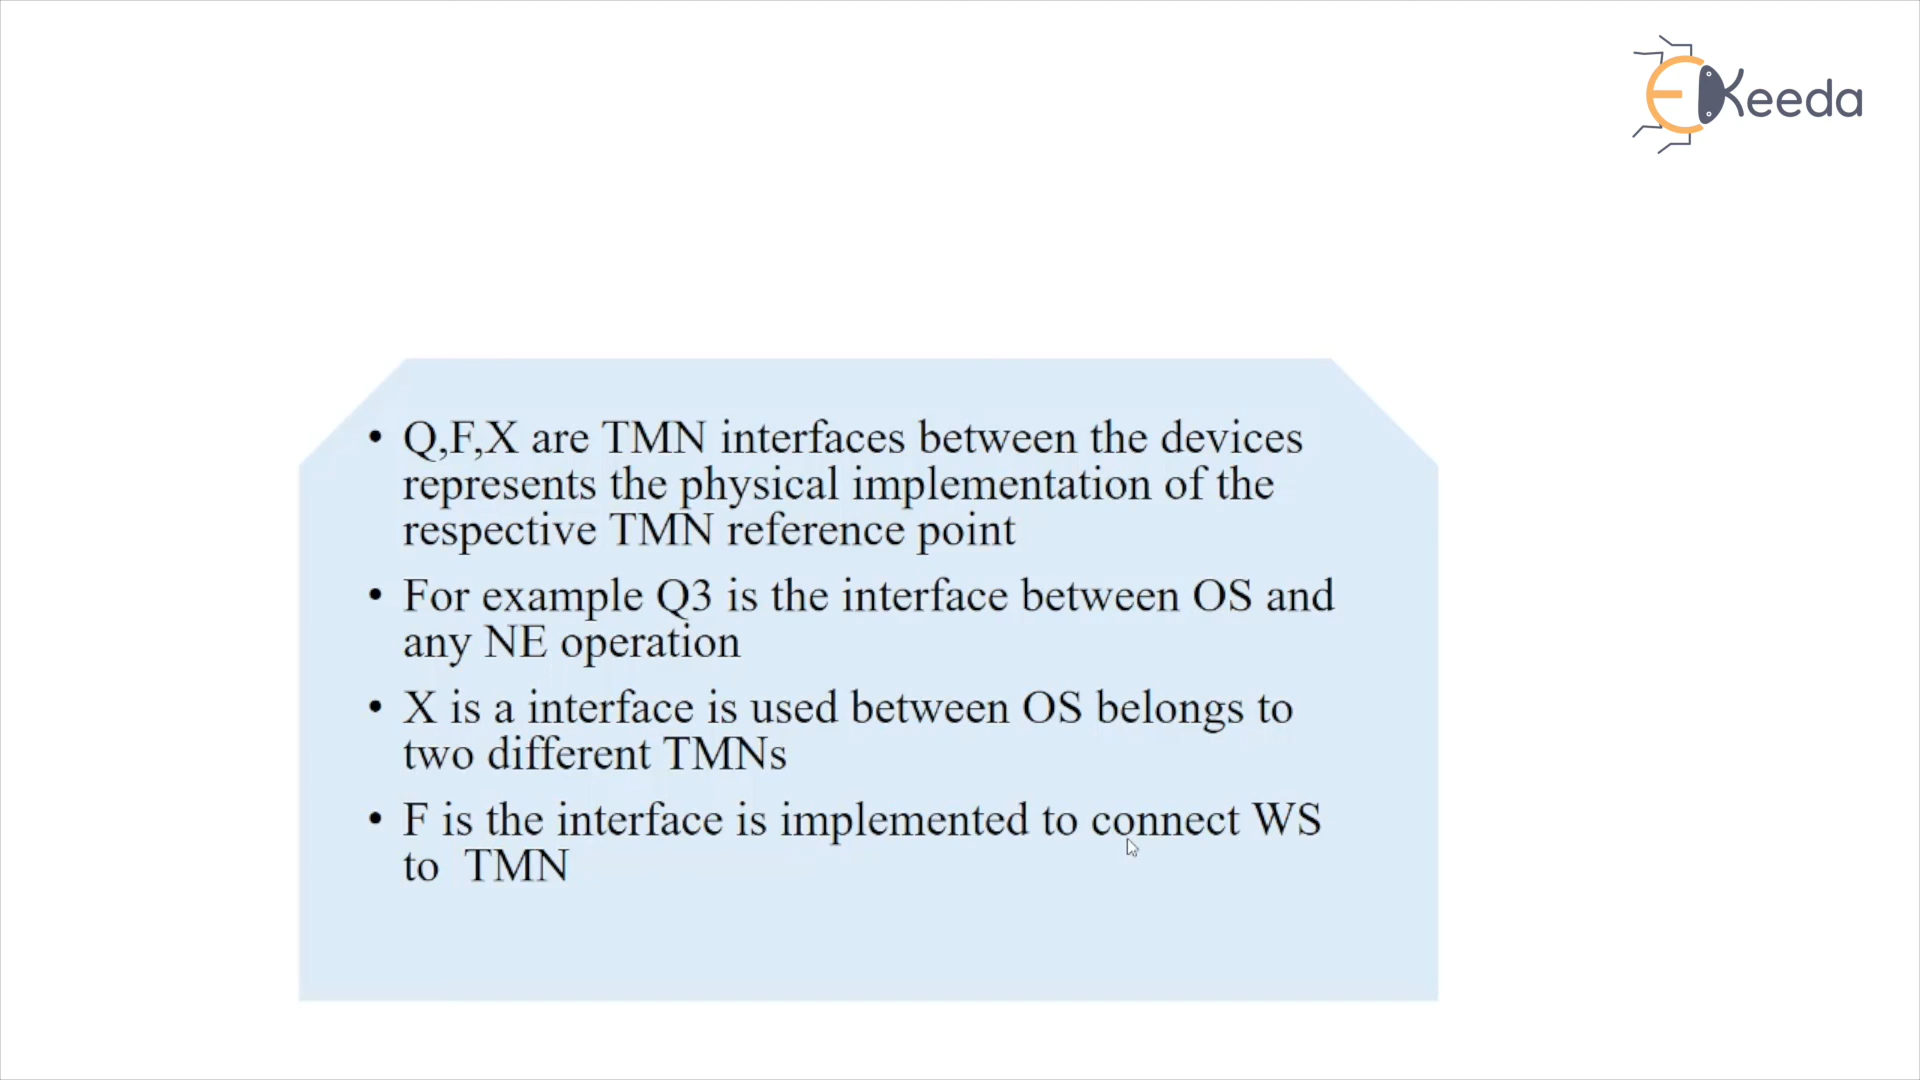 EKeeda
• Q,F,X are TMN interfaces between the devices
represents the physical implementation of the
respective TMN reference point
• For example Q3 is the interface between OS and
any NE operation
• X is a interface is used between OS belongs to
two different TMNs
• F is the interface is implemented to connect WS
to TMN